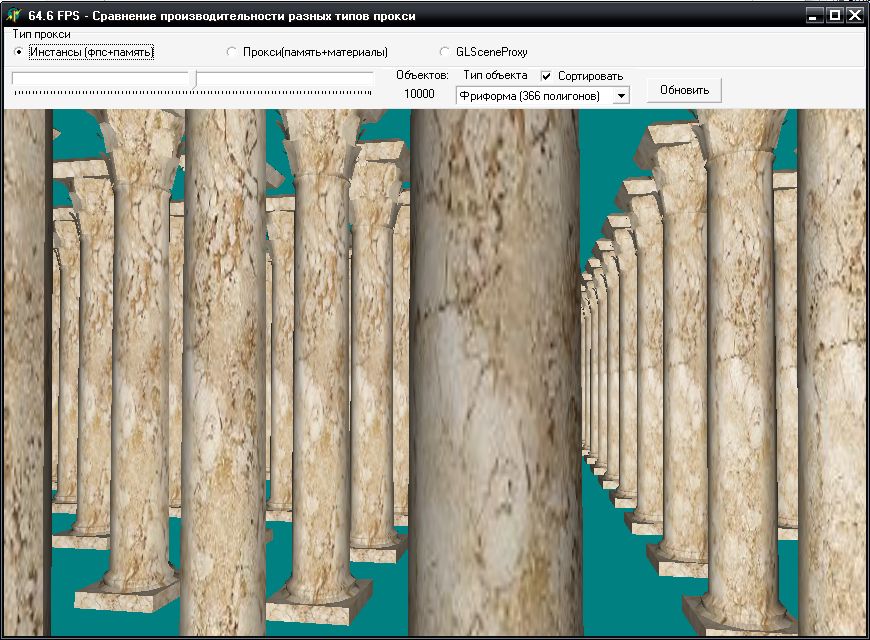 64.6 FPS - Сравнение производительности разных типов прокси
Тип прокси
Инстансы (фпс+память)
Прокси(память+материалы)
GLSceneProxy
Объектов: Тип объекта Сортировать
10000 Фриформа (366 полигонов) Обновить